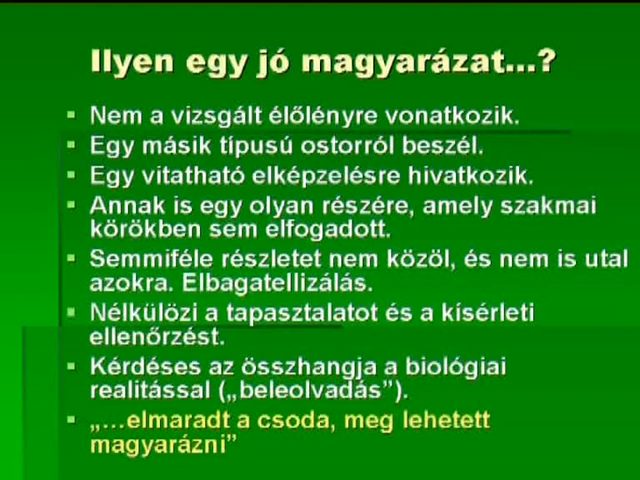 Ilyen egy jó magyarázat...?
Nem a vizsgált élőlényre vonatkozik.
Egy másik típusú ostorról beszél.
Egy vitatható elképzelésre hivatkozik.
Annak is egy olyan részére, amely szakmai
körökben sem elfogadott.
Semmiféle részletet nem közöl, és nem is utal
azokra. Elbagatellizálás.
Nélkülözi a tapasztalatot és a kísérleti
ellenőrzést.
Kérdéses az összhangja a biológiai
realitással („beleolvadás”).
„...elmaradt a csoda, meg lehetett
magyarázni”